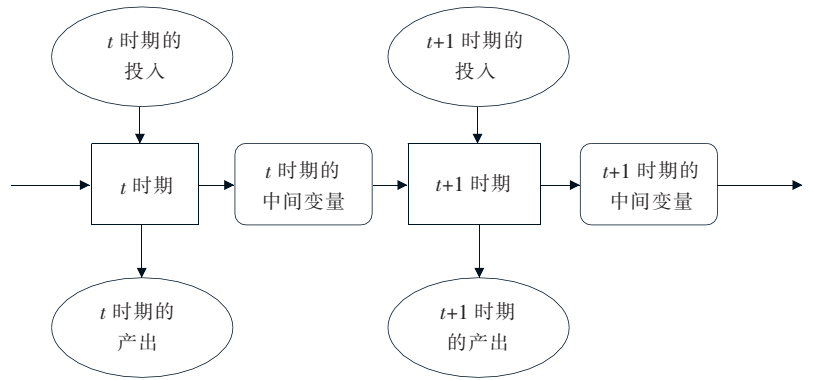 t 时期的
投入
t+1 时期的
投入
t 时期
t 时期的
中间变量
t+1 时期
t+1 时期的
中间变量
t 时期的
产出
t+1 时期
的产出